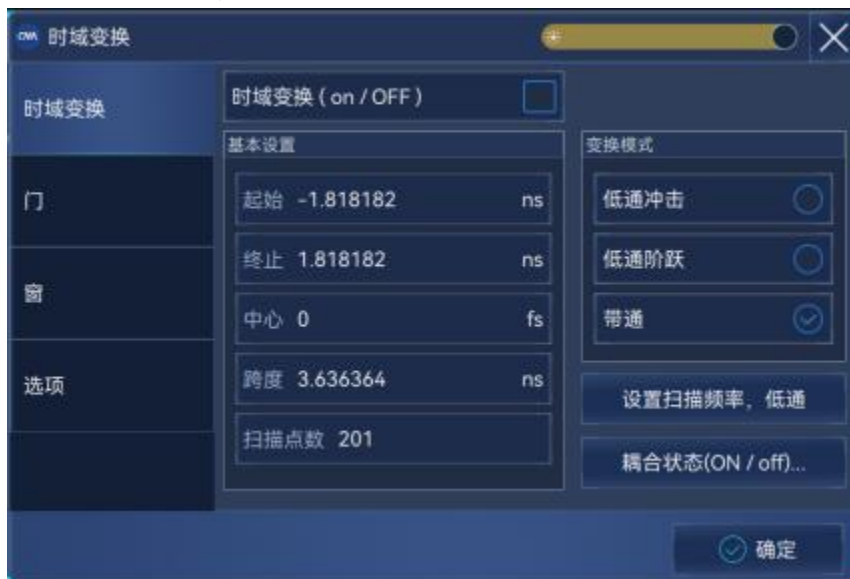 CNA 时域变换
时域变换
门
窗
选项
时域变换 ( on / OFF )
基本设置
起始 -1.818182 ns
终止 1.818182 ns
中心 0 fs
跨度 3.636364 ns
扫描点数 201
变换模式
低通冲击
低通阶跃
带通
设置扫描频率，低通
耦合状态(ON / off)...
确定